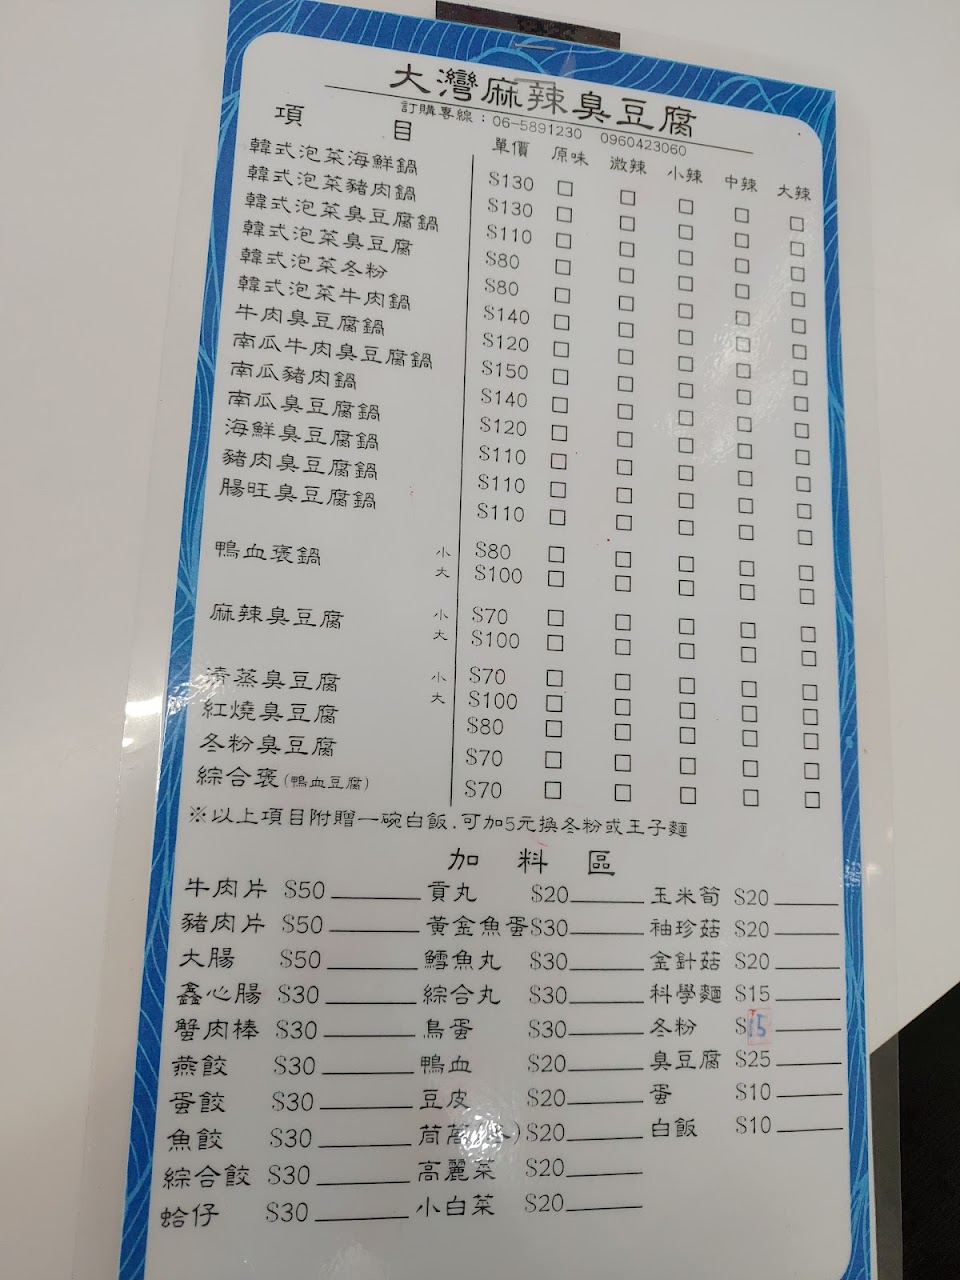 大灣麻辣臭豆腐
訂購專線：06-5891230 0960423060
項目 單價 原味 微辣 小辣 中辣 大辣
韓式泡菜海鮮鍋 $130 □ □ □ □ □
韓式泡菜豬肉鍋 $130 □ □ □ □ □
韓式泡菜臭豆腐鍋 $110 □ □ □ □ □
韓式泡菜臭豆腐 $80 □ □ □ □ □
韓式泡菜冬粉 $80 □ □ □ □ □
韓式泡菜牛肉鍋 $140 □ □ □ □ □
牛肉臭豆腐鍋 $120 □ □ □ □ □
南瓜牛肉臭豆腐鍋 $150 □ □ □ □ □
南瓜豬肉鍋 $140 □ □ □ □ □
南瓜臭豆腐鍋 $120 □ □ □ □ □
海鮮臭豆腐鍋 $110 □ □ □ □ □
豬肉臭豆腐鍋 $110 □ □ □ □ □
腸旺臭豆腐鍋 $110 □ □ □ □ □
鴨血褒鍋 小 $80 □ □ □ □ □
大 $100 □ □ □ □ □
麻辣臭豆腐 小 $70 □ □ □ □ □
大 $100 □ □ □ □ □
清蒸臭豆腐 小 $70 □ □ □ □ □
大 $100 □ □ □ □ □
紅燒臭豆腐 $80 □ □ □ □ □
冬粉臭豆腐 $70 □ □ □ □ □
綜合褒(鴨血豆腐) $70 □ □ □ □ □
※以上項目附贈一碗白飯.可加5元換冬粉或王子麵
加料區
牛肉片 $50 貢丸 $20 玉米筍 $20
豬肉片 $50 黃金魚蛋 $30 袖珍菇 $20
大腸 $50 鱈魚丸 $30 金針菇 $20
鑫心腸 $30 綜合丸 $30 科學麵 $15
蟹肉棒 $30 鳥蛋 $30 冬粉 $15
燕餃 $30 鴨血 $20 臭豆腐 $25
蛋餃 $30 豆皮 $20 蛋 $10
魚餃 $30 茼蒿(冬) $20 白飯 $10
綜合餃 $30 高麗菜 $20
蛤仔 $30 小白菜 $20